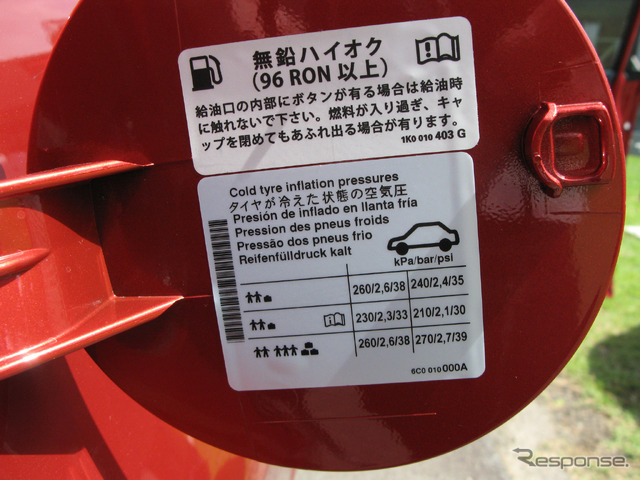 無鉛ハイオク
(96 RON 以上)
給油口の内部にボタンが有る場合は給油時
に触れないで下さい。燃料が入り過ぎ、キャ
ップを閉めてもあふれ出る場合が有ります。
1K0 010 403 G
Cold tyre inflation pressures
タイヤが冷えた状態の空気圧
Presión de inflado en llanta fría
Pression des pneus froids
Pressão dos pneus frio
Reifenfülldruck kalt
kPa/bar/psi
260/2,6/38 240/2,4/35
230/2,3/33 210/2,1/30
260/2,6/38 270/2,7/39
6C0 010 000A
Response.